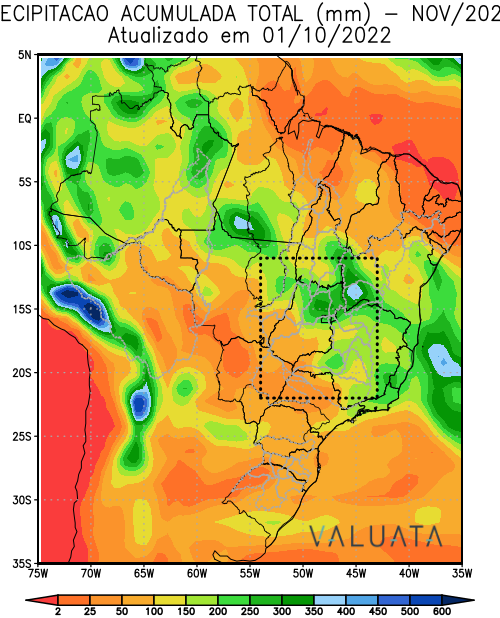 ECIPITACAO ACUMULADA TOTAL (mm) – NOV/202
Atualizado em 01/10/2022
5N
EQ
5S
10S
15S
20S
25S
30S
35S
VALUATA
75W 70W 65W 60W 55W 50W 45W 40W 35W
2 25 50 100 150 200 250 300 350 400 450 500 600